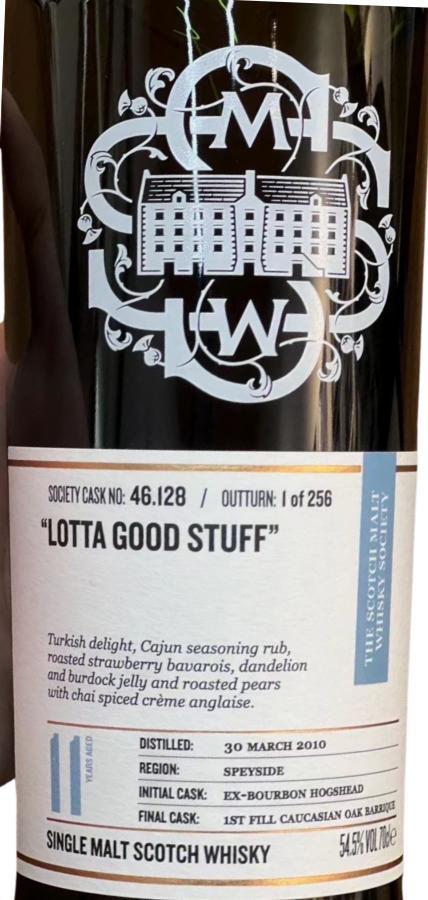 M
W
SOCIETY CASK NO: 46.128 / OUTTURN: 1 of 256
“LOTTA GOOD STUFF”
THE SCOTCH MALT
WHISKY SOCIETY
Turkish delight, Cajun seasoning rub,
roasted strawberry bavarois, dandelion
and burdock jelly and roasted pears
with chai spiced crème anglaise.
11
YEARS AGED
DISTILLED: 30 MARCH 2010
REGION: SPEYSIDE
INITIAL CASK: EX-BOURBON HOGSHEAD
FINAL CASK: 1ST FILL CAUCASIAN OAK BARRIQUE
SINGLE MALT SCOTCH WHISKY 54.5% VOL 70cl e